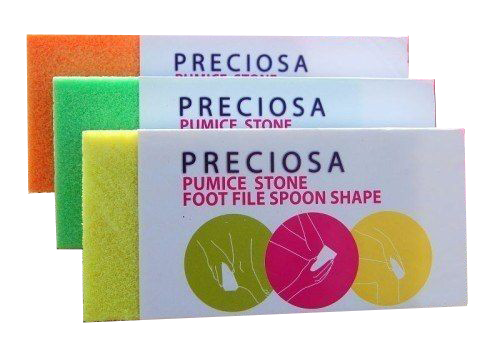 PRECIOSA
PUMICE STONE
PRECIOSA
PUMICE STONE
PRECIOSA
PUMICE STONE
FOOT FILE SPOON SHAPE